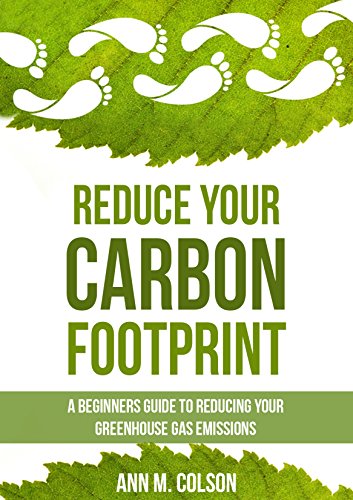 REDUCE YOUR
CARBON
FOOTPRINT
A BEGINNERS GUIDE TO REDUCING YOUR
GREENHOUSE GAS EMISSIONS
ANN M. COLSON